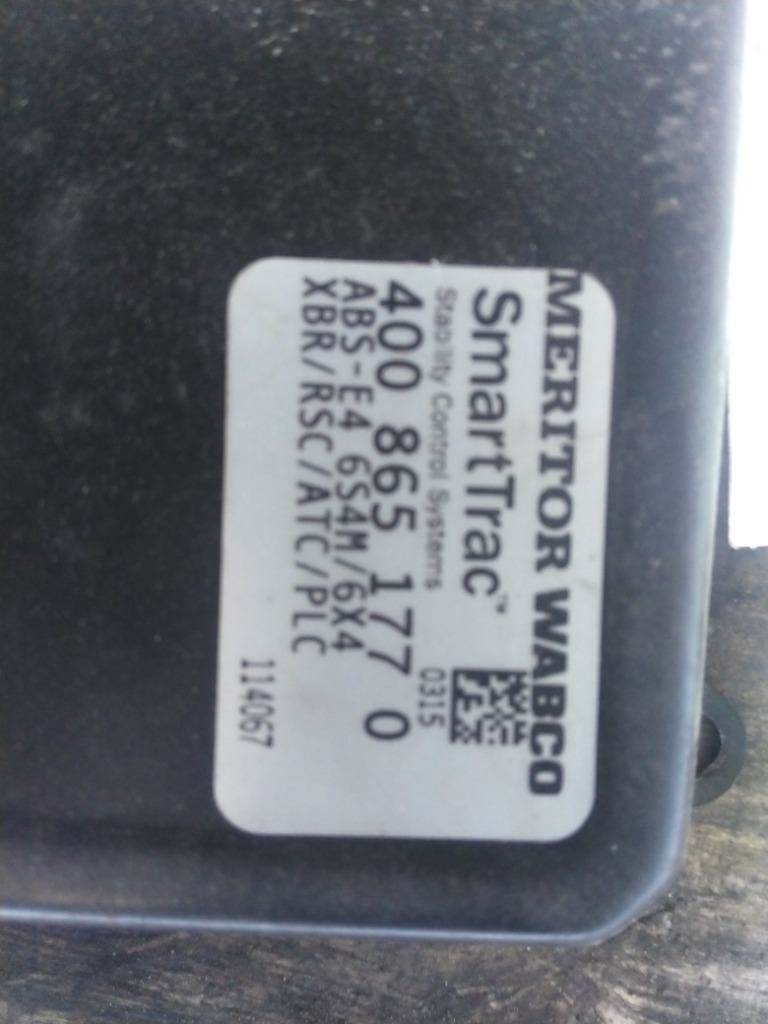 MERITOR WABCO
SmartTrac™
Stability Control Systems
0315
400 865 177 0
ABS-E4 6S4M/6X4
XBR/RSC/ATC/PLC
114067